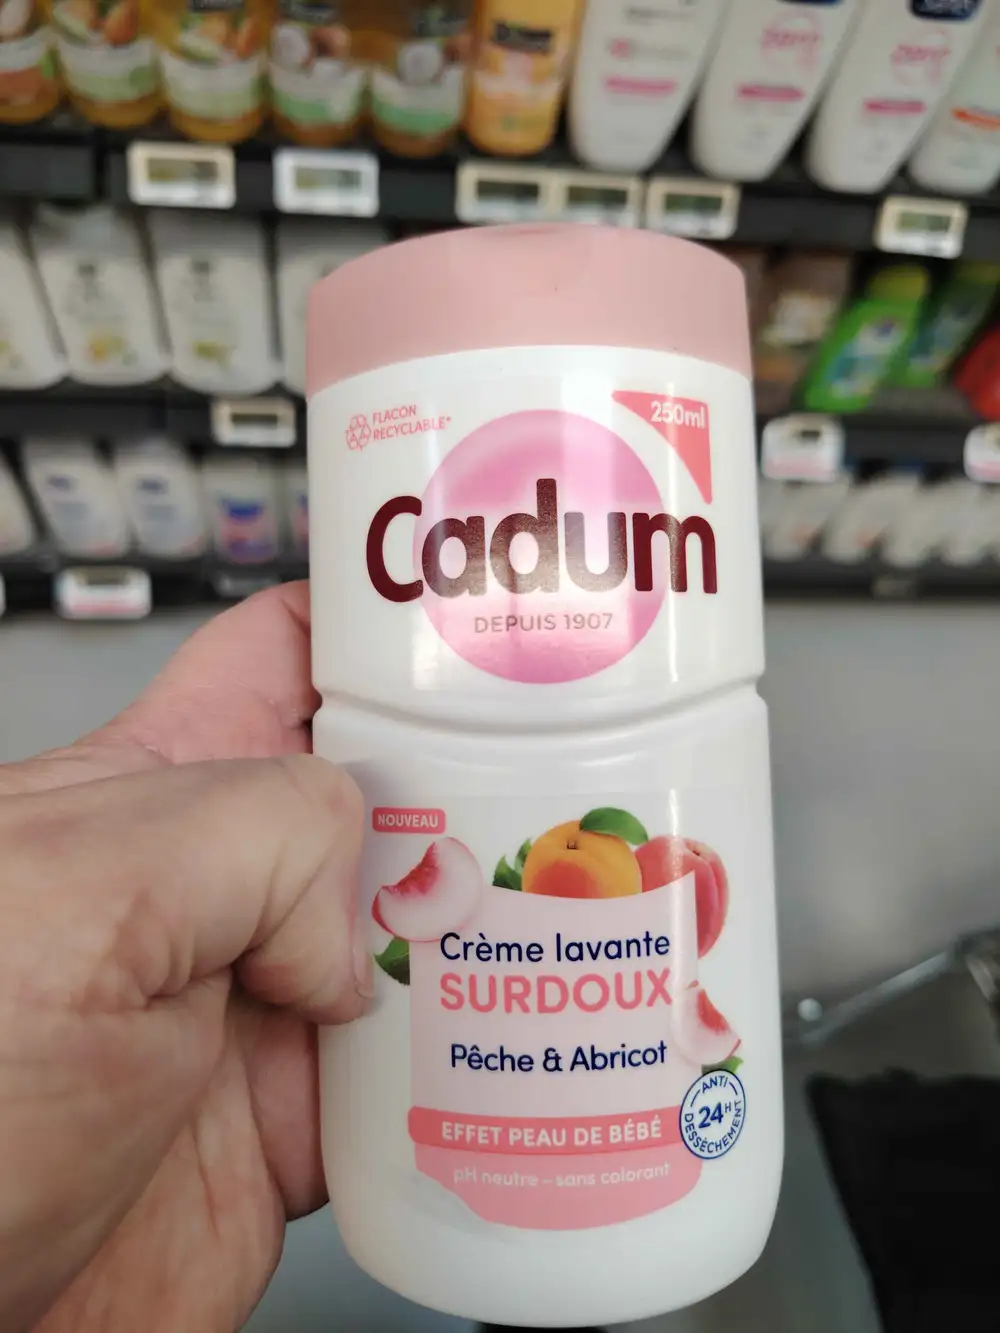 FLACON
RECYCLABLE*
250ml
Cadum
DEPUIS 1907
NOUVEAU
Crème lavante
SURDOUX
Pêche & Abricot
ANTI
24H
DESSÈCHEMENT
EFFET PEAU DE BÉBÉ
pH neutre - sans colorant